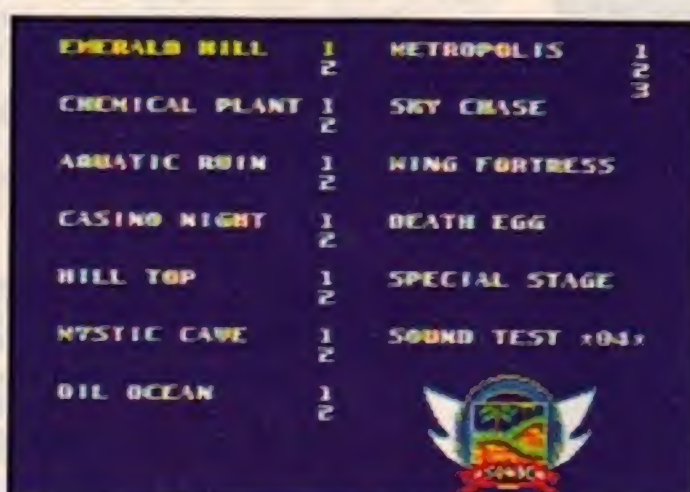 EMERALD HILL 1
2
CHEMICAL PLANT 1
2
AQUATIC RUIN 1
2
CASINO NIGHT 1
2
HILL TOP 1
2
MYSTIC CAVE 1
2
OIL OCEAN 1
2
METROPOLIS 1
2
3
SKY CHASE
WING FORTRESS
DEATH EGG
SPECIAL STAGE
SOUND TEST *04*
SONIC